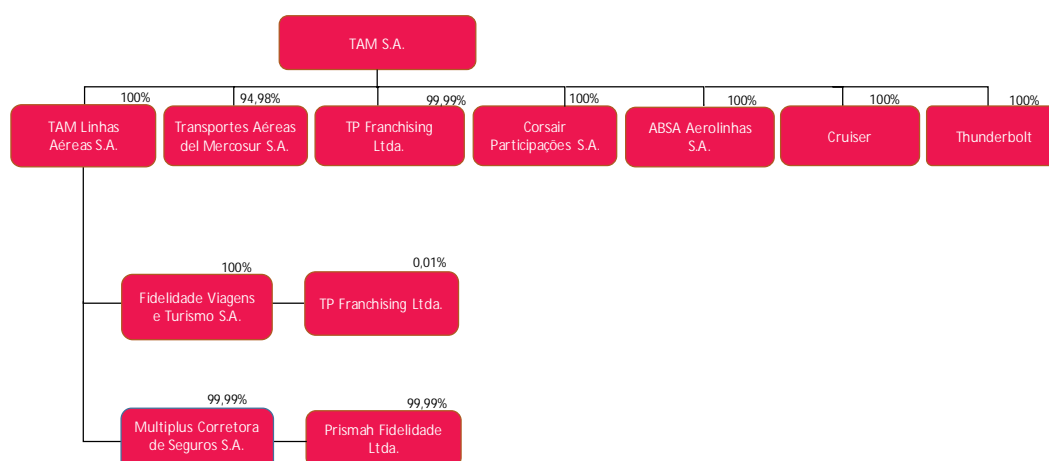 TAM S.A.
100%
94,98%
99,99%
100%
100%
100%
100%
TAM Linhas
Aéreas S.A.
Transportes Aéreas
del Mercosur S.A.
TP Franchising
Ltda.
Corsair
Participações S.A.
ABSA Aerolinhas
S.A.
Cruiser
Thunderbolt
100%
0,01%
Fidelidade Viagens
e Turismo S.A.
TP Franchising Ltda.
99,99%
99,99%
Multiplus Corretora
de Seguros S.A.
Prismah Fidelidade
Ltda.